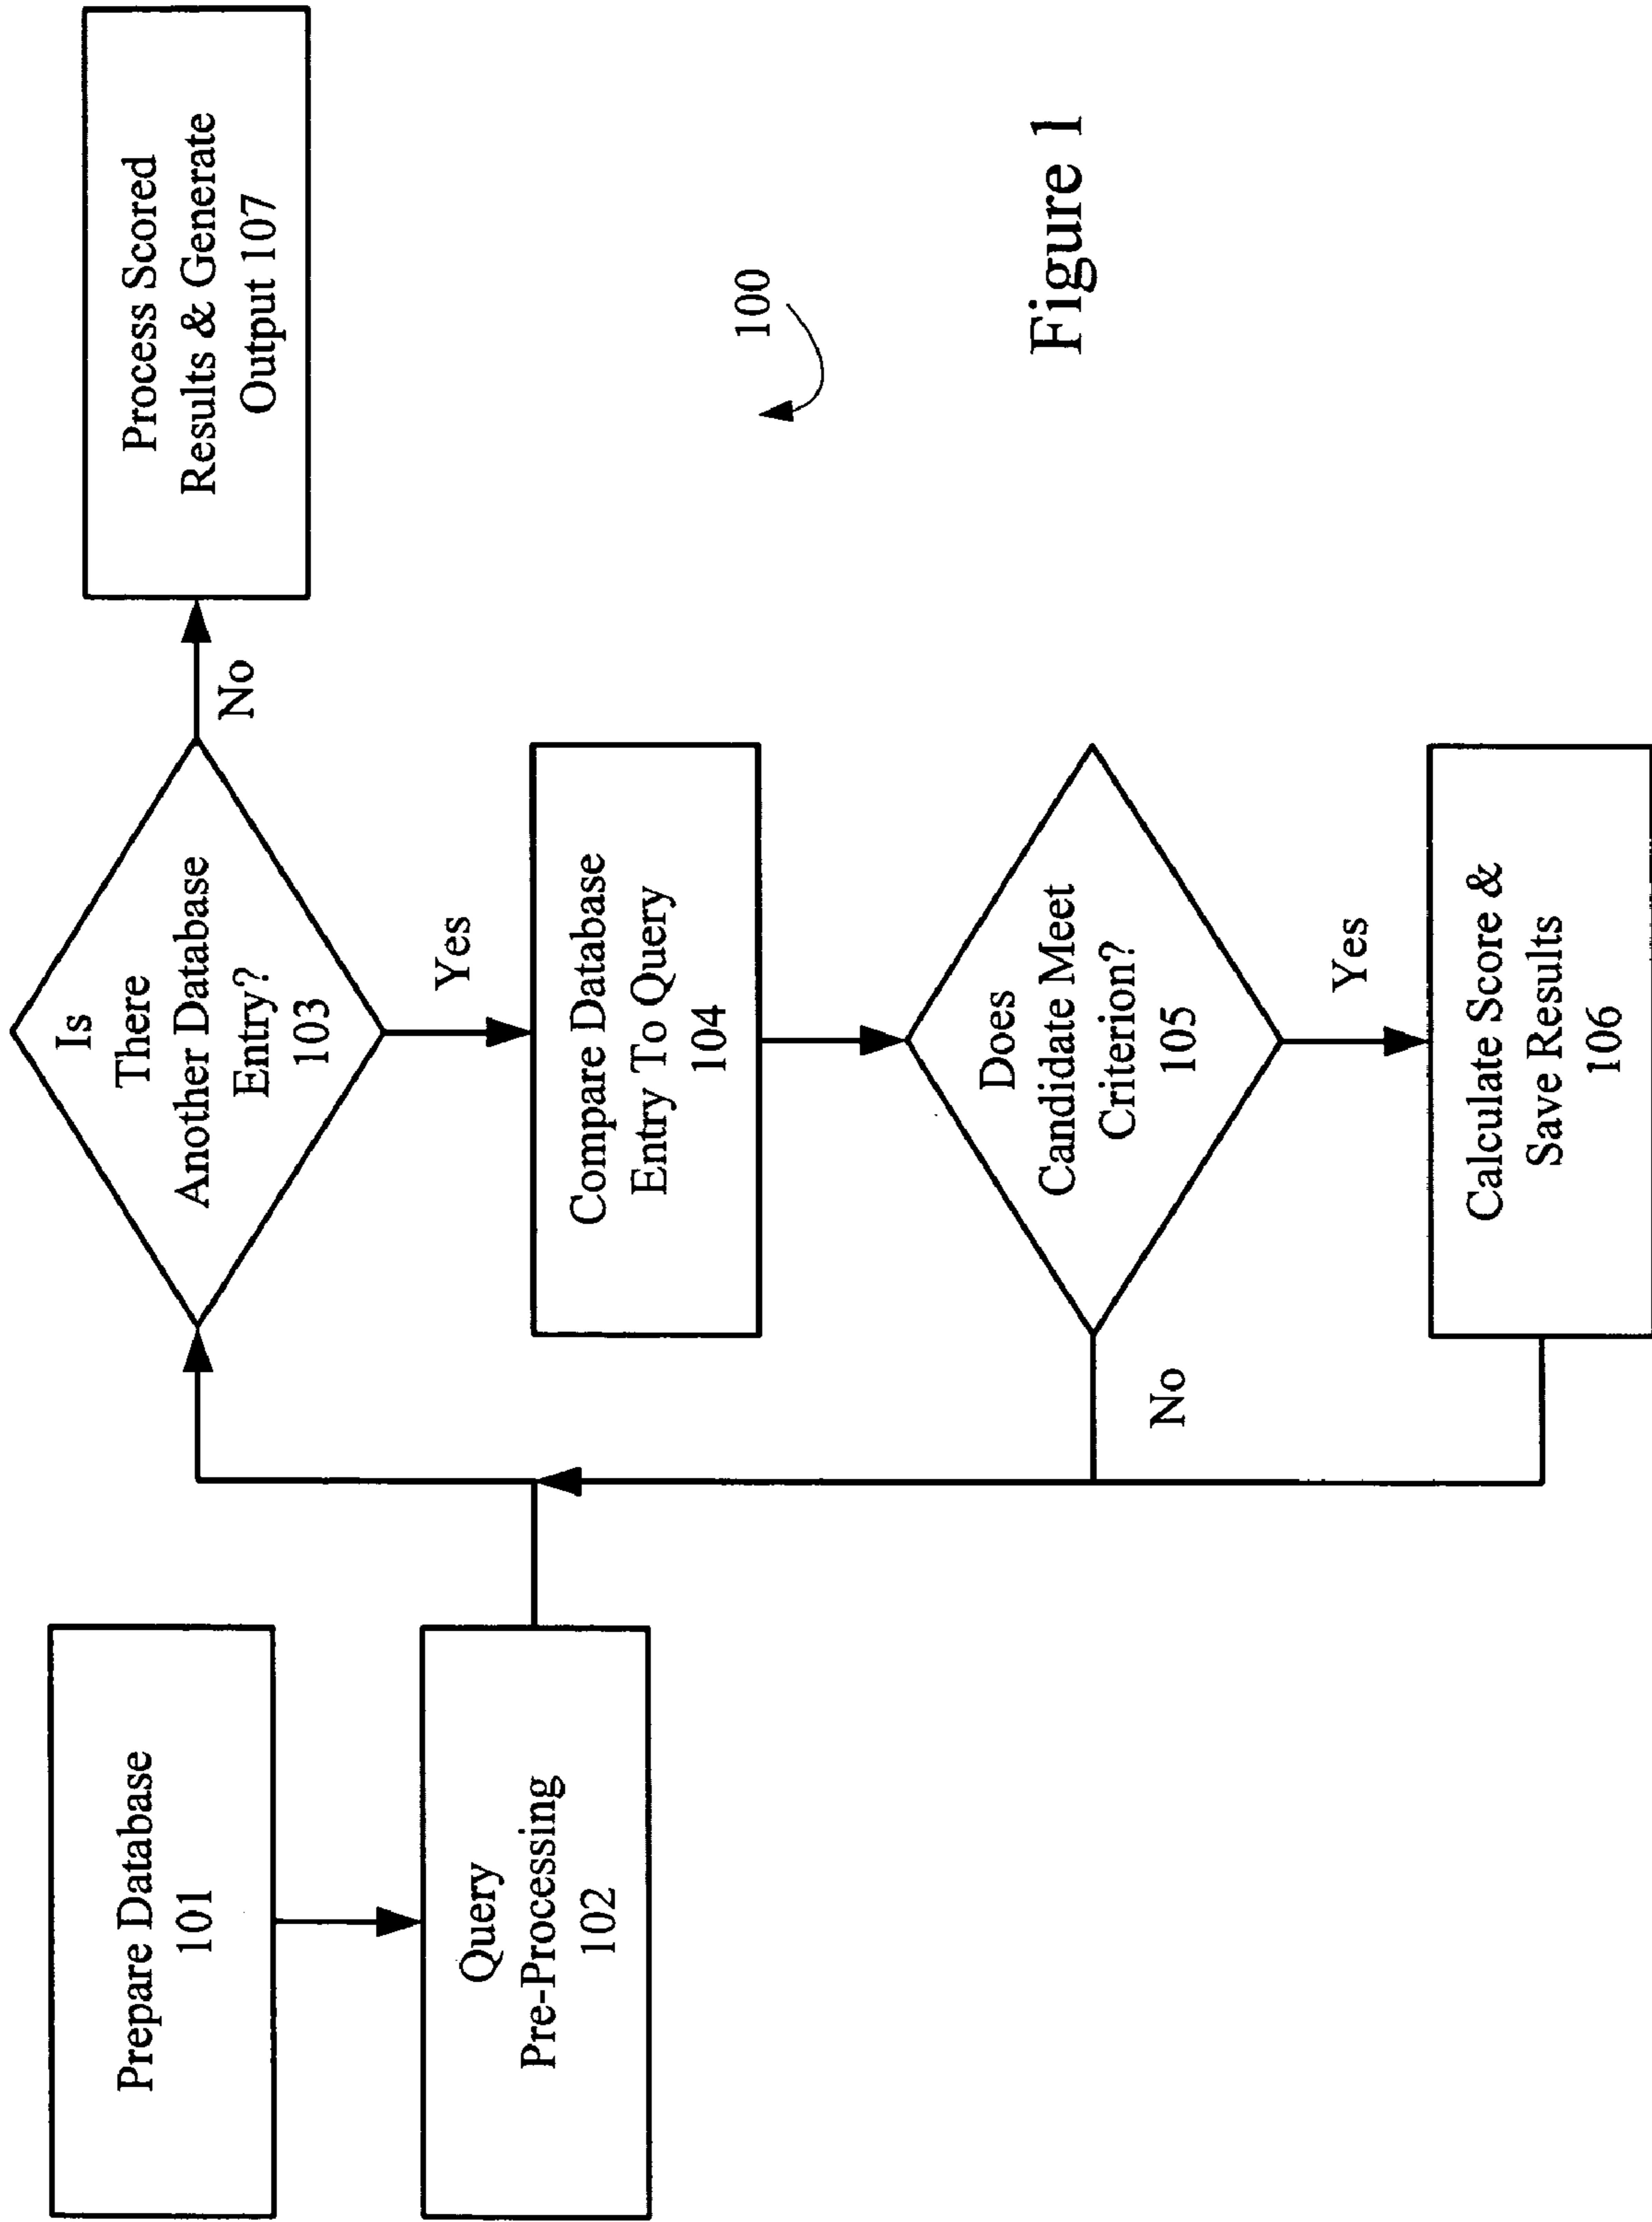 Prepare Database
101
Query
Pre-Processing
102
Is
There
Another Database
Entry?
103
No
Yes
Process Scored
Results & Generate
Output 107
Compare Database
Entry To Query
104
Does
Candidate Meet
Criterion?
105
No
Yes
Calculate Score &
Save Results
106
100
Figure 1